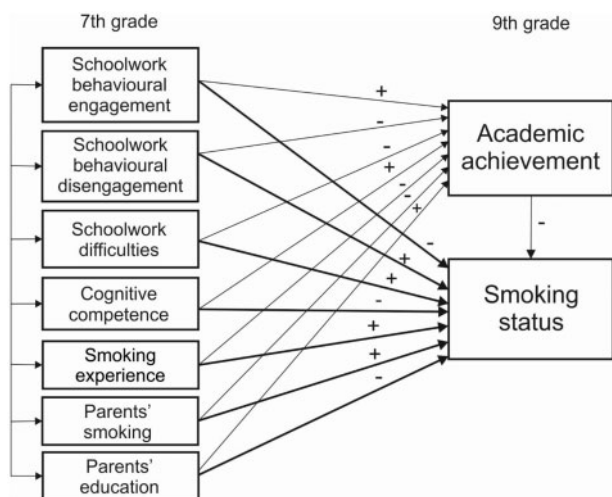 7th grade
9th grade
Schoolwork
behavioural
engagement
Schoolwork
behavioural
disengagement
Schoolwork
difficulties
Cognitive
competence
Smoking
experience
Parents'
smoking
Parents'
education
+
-
-
+
-
-
+
-
+
+
-
+
+
-
Academic
achievement
-
Smoking
status